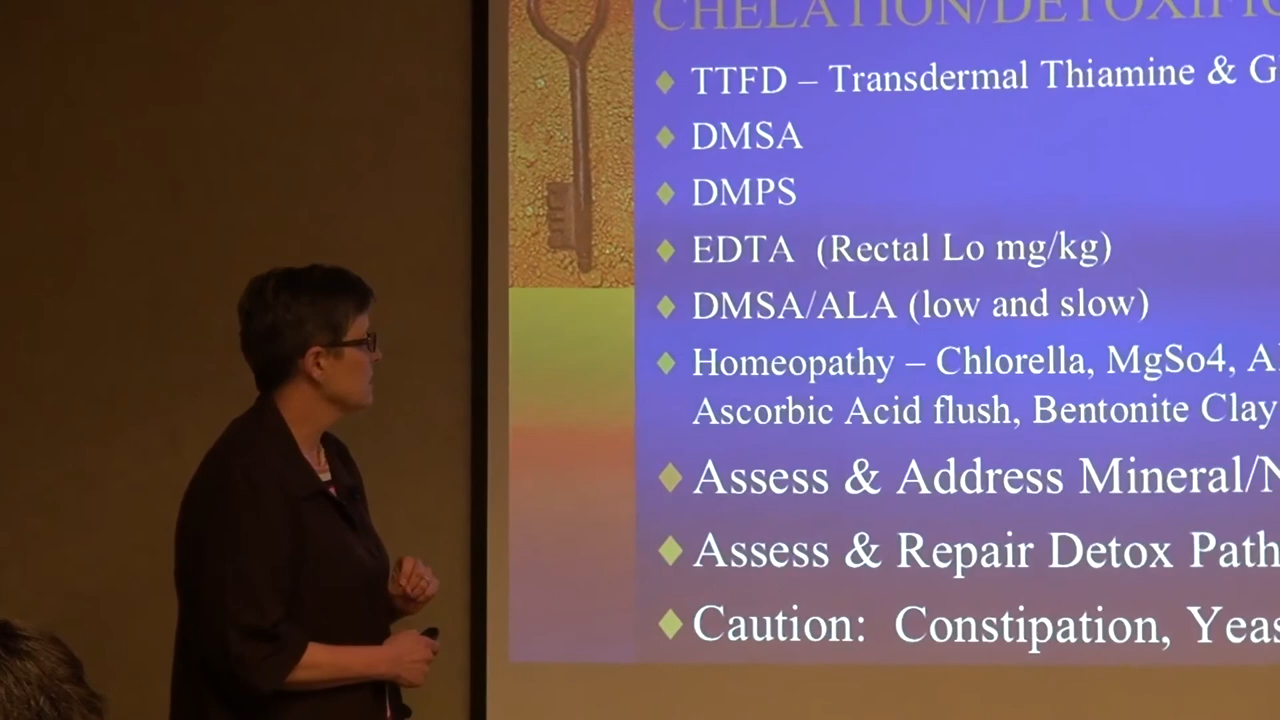 CHELATION/DETOXIFIC
TTFD – Transdermal Thiamine & G
DMSA
DMPS
EDTA (Rectal Lo mg/kg)
DMSA/ALA (low and slow)
Homeopathy – Chlorella, MgSo4, Al
Ascorbic Acid flush, Bentonite Clay
Assess & Address Mineral/N
Assess & Repair Detox Path
Caution: Constipation, Yeas